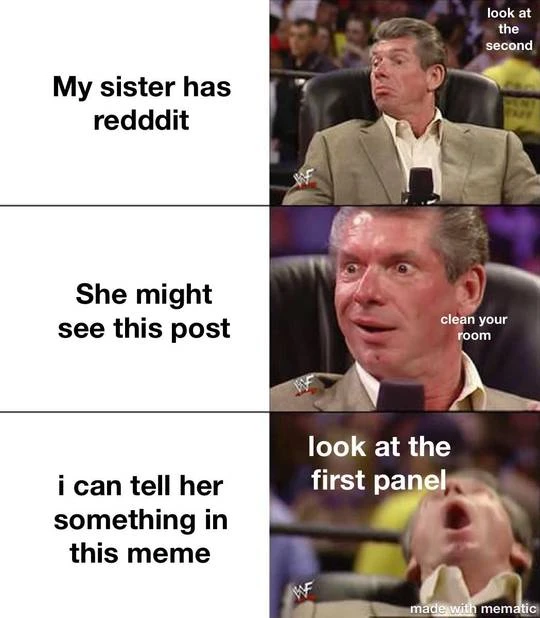 My sister has
redddit
look at
the
second
She might
see this post
clean your
room
i can tell her
something in
this meme
look at the
first panel
made with mematic